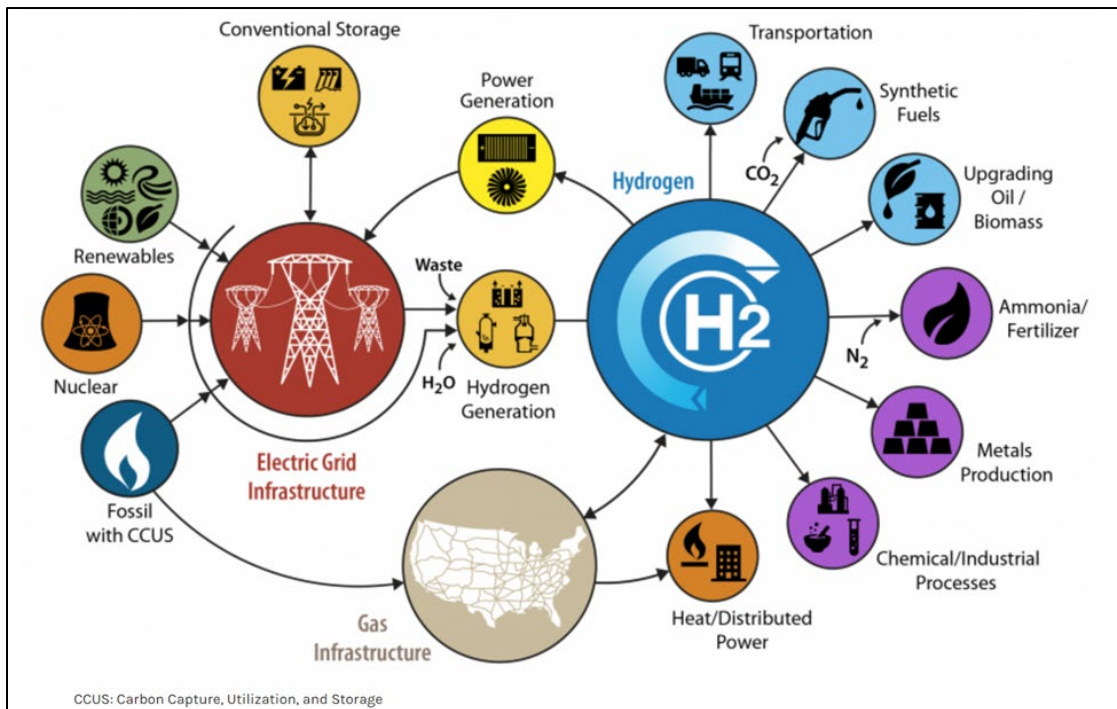 Conventional Storage
Transportation
Power
Generation
Synthetic
Fuels
CO2
Hydrogen
Upgrading
Oil /
Biomass
Renewables
Waste
H2
Ammonia/
Fertilizer
N2
Nuclear
H2O
Hydrogen
Generation
Electric Grid
Infrastructure
Metals
Production
Fossil
with CCUS
Chemical/Industrial
Processes
Gas
Infrastructure
Heat/Distributed
Power
CCUS: Carbon Capture, Utilization, and Storage